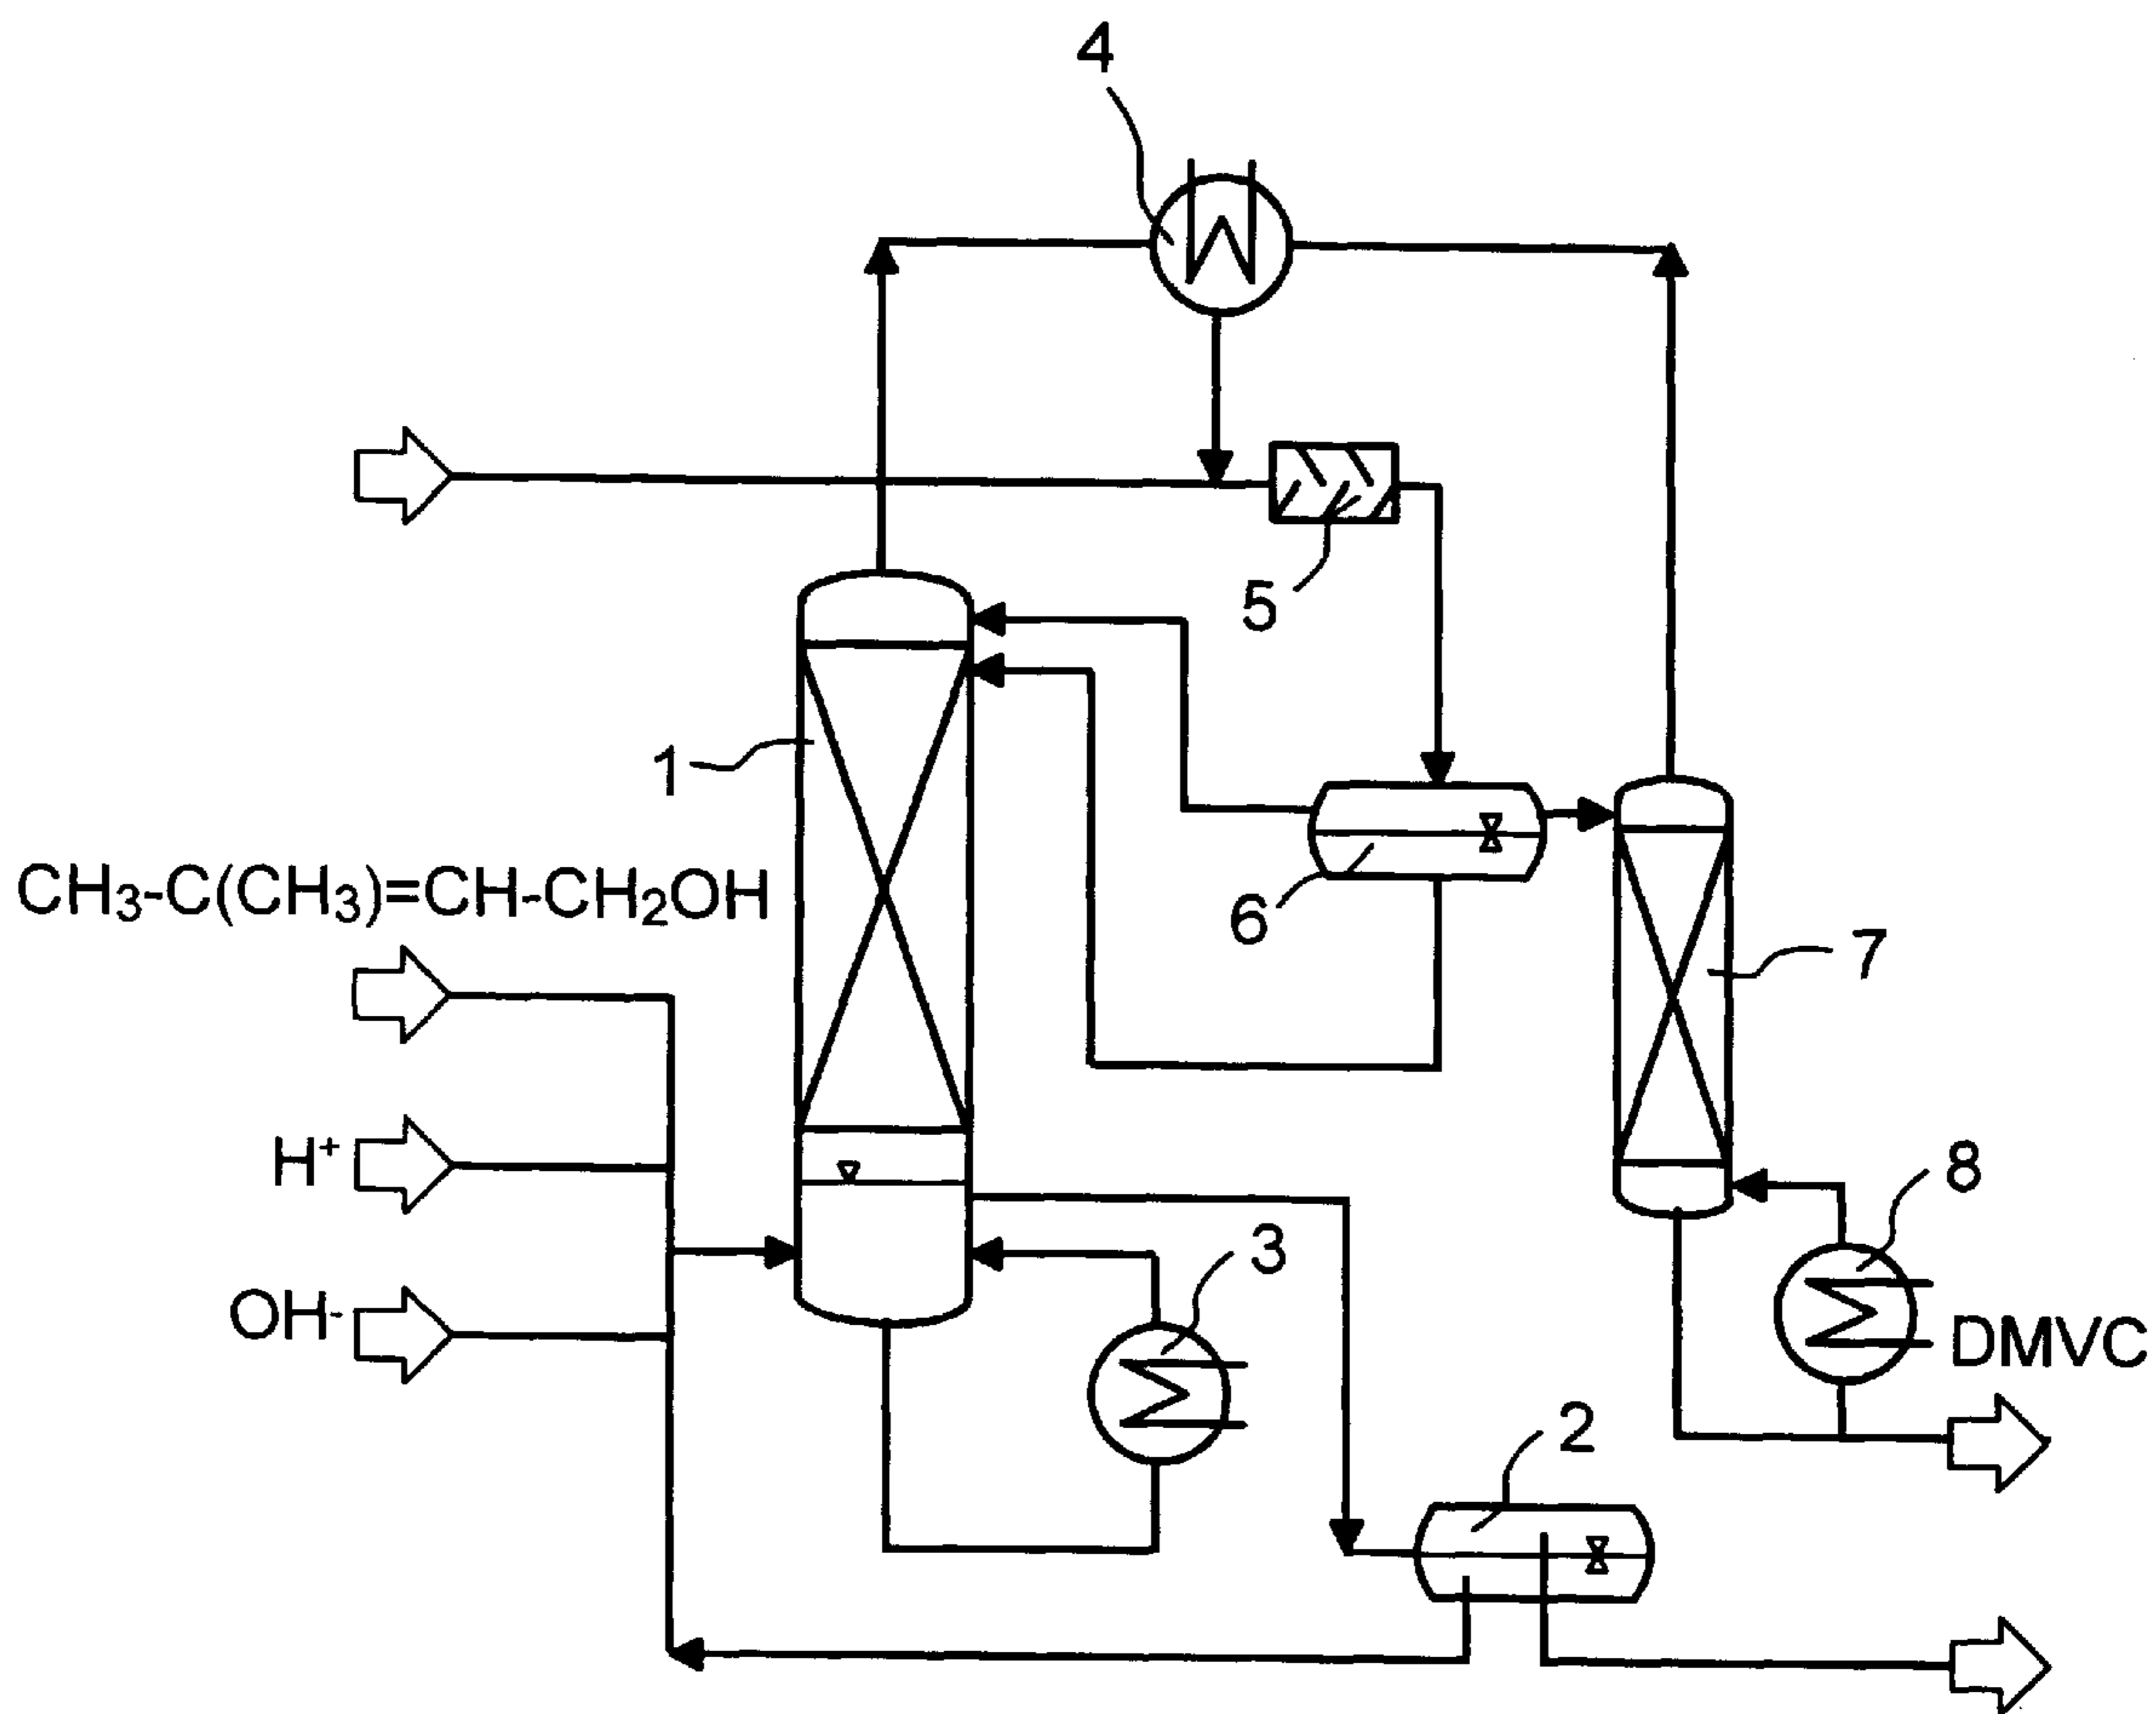 4
5
1
CH₃-C(CH₃)=CH-CH₂OH
6
7
H⁺
8
3
OH-
DMVC
2